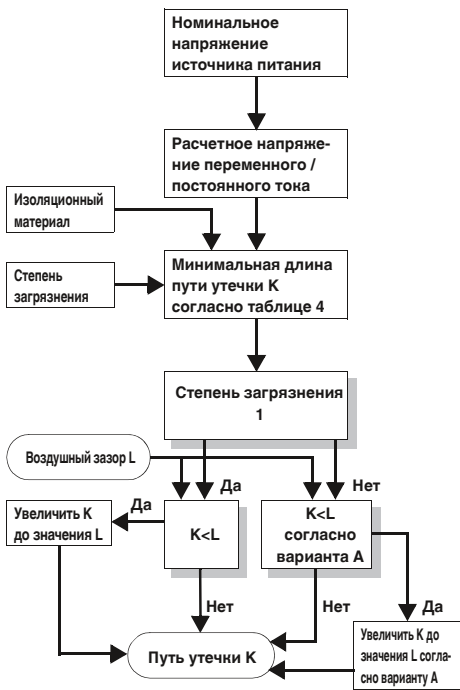 Номинальное
напряжение
источника питания
Расчетное напряже-
ние переменного /
постоянного тока
Изоляционный
материал
Минимальная длина
пути утечки K
согласно таблице 4
Степень
загрязнения
Степень загрязнения
1
Воздушный зазор L
Да
Нет
Увеличить K
до значения L
Да
K<L
K<L
согласно
варианта A
Нет
Нет
Да
Путь утечки K
Увеличить K до
значения L согла-
сно варианту A